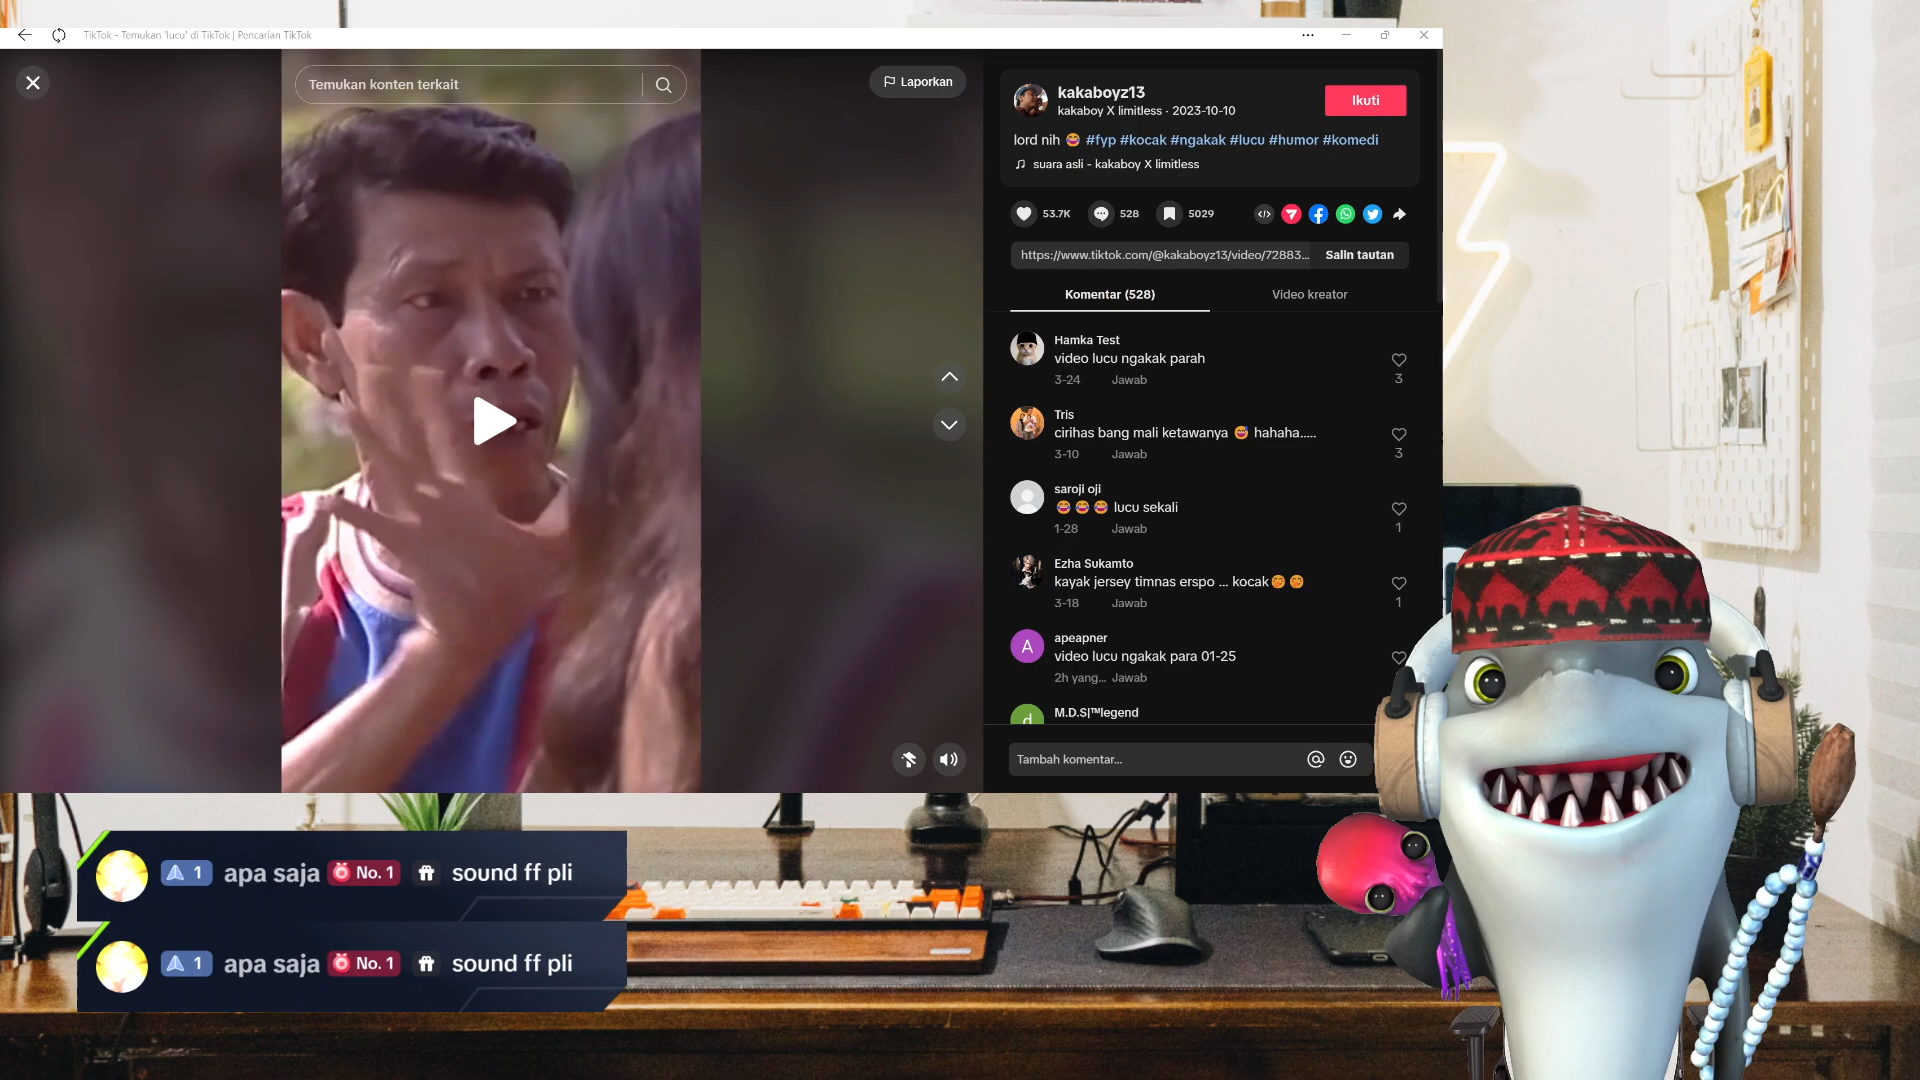 TikTok - Temukan 'lucu' di TikTok | Pencarian TikTok
Temukan konten terkait
Laporkan
kakaboyz13
kakaboy X limitless · 2023-10-10
Ikuti
lord nih 😂 #fyp #kocak #ngakak #lucu #humor #komedi
suara asli - kakaboy X limitless
53.7K
528
5029
https://www.tiktok.com/@kakaboyz13/video/72883...
Salin tautan
Komentar (528)
Video kreator
Hamka Test
video lucu ngakak parah
3-24 Jawab
3
Tris
cirihas bang mali ketawanya 😅 hahaha.....
3-10 Jawab
3
saroji oji
😂😂😂 lucu sekali
1-28 Jawab
1
Ezha Sukamto
kayak jersey timnas erspo ... kocak🤭🤭
3-18 Jawab
1
A
apeapner
video lucu ngakak para 01-25
2h yang... Jawab
d
M.D.S|™legend
Tambah komentar...
1 apa saja No. 1 sound ff pli
1 apa saja No. 1 sound ff pli